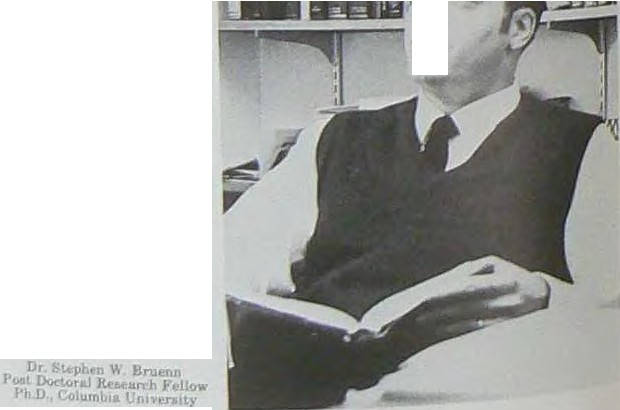 Dr. Stephen W. Bruenn
Post Doctoral Research Fellow
Ph.D., Columbia University